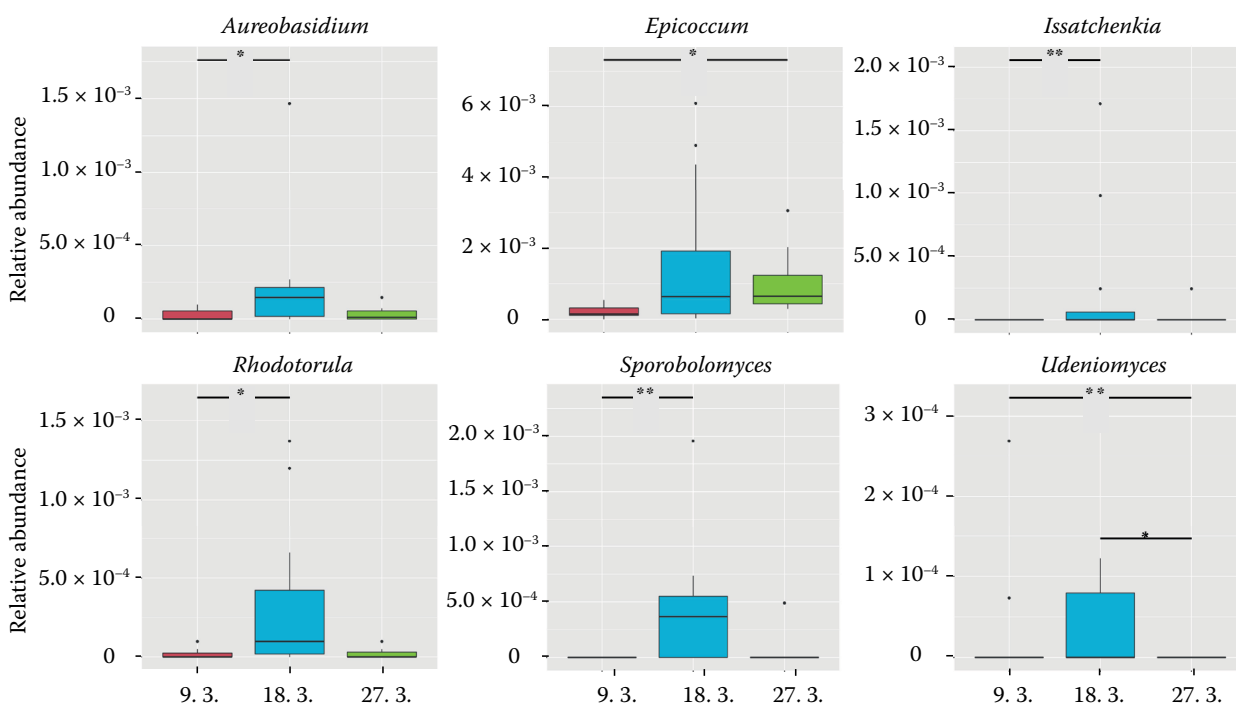 Aureobasidium
Epicoccum
Issatchenkia
Relative abundance
1.5 × 10⁻³
1.0 × 10⁻³
5.0 × 10⁻⁴
0
*
6 × 10⁻³
4 × 10⁻³
2 × 10⁻³
0
*
2.0 × 10⁻³
1.5 × 10⁻³
1.0 × 10⁻³
5.0 × 10⁻⁴
0
**
Rhodotorula
Sporobolomyces
Udeniomyces
Relative abundance
1.5 × 10⁻³
1.0 × 10⁻³
5.0 × 10⁻⁴
0
*
9. 3. 18. 3. 27. 3.
2.0 × 10⁻³
1.5 × 10⁻³
1.0 × 10⁻³
5.0 × 10⁻⁴
0
**
9. 3. 18. 3. 27. 3.
3 × 10⁻⁴
2 × 10⁻⁴
1 × 10⁻⁴
0
**
*
9. 3. 18. 3. 27. 3.